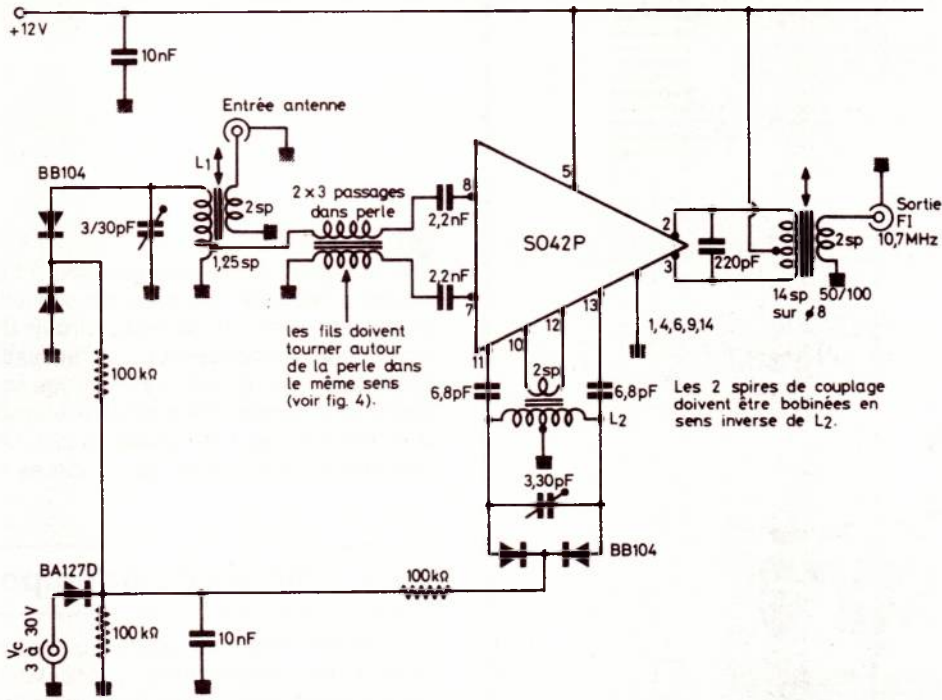 +12V
10nF
Entrée antenne
BB104
L1
2sp
3/30pF
1,25sp
2 x 3 passages
dans perle
2,2nF
2,2nF
les fils doivent
tourner autour
de la perle dans
le même sens
(voir fig. 4).
8
7
5
SO42P
2
3
11
10
12
13
1,4,6,9,14
220pF
14sp 50/100
sur ø8
2sp
Sortie
FI
10,7MHz
6,8pF
2sp
6,8pF
L2
Les 2 spires de couplage
doivent être bobinées en
sens inverse de L2.
3,30pF
BB104
100kΩ
100kΩ
BA127D
100kΩ
10nF
Vc
3 à 30V